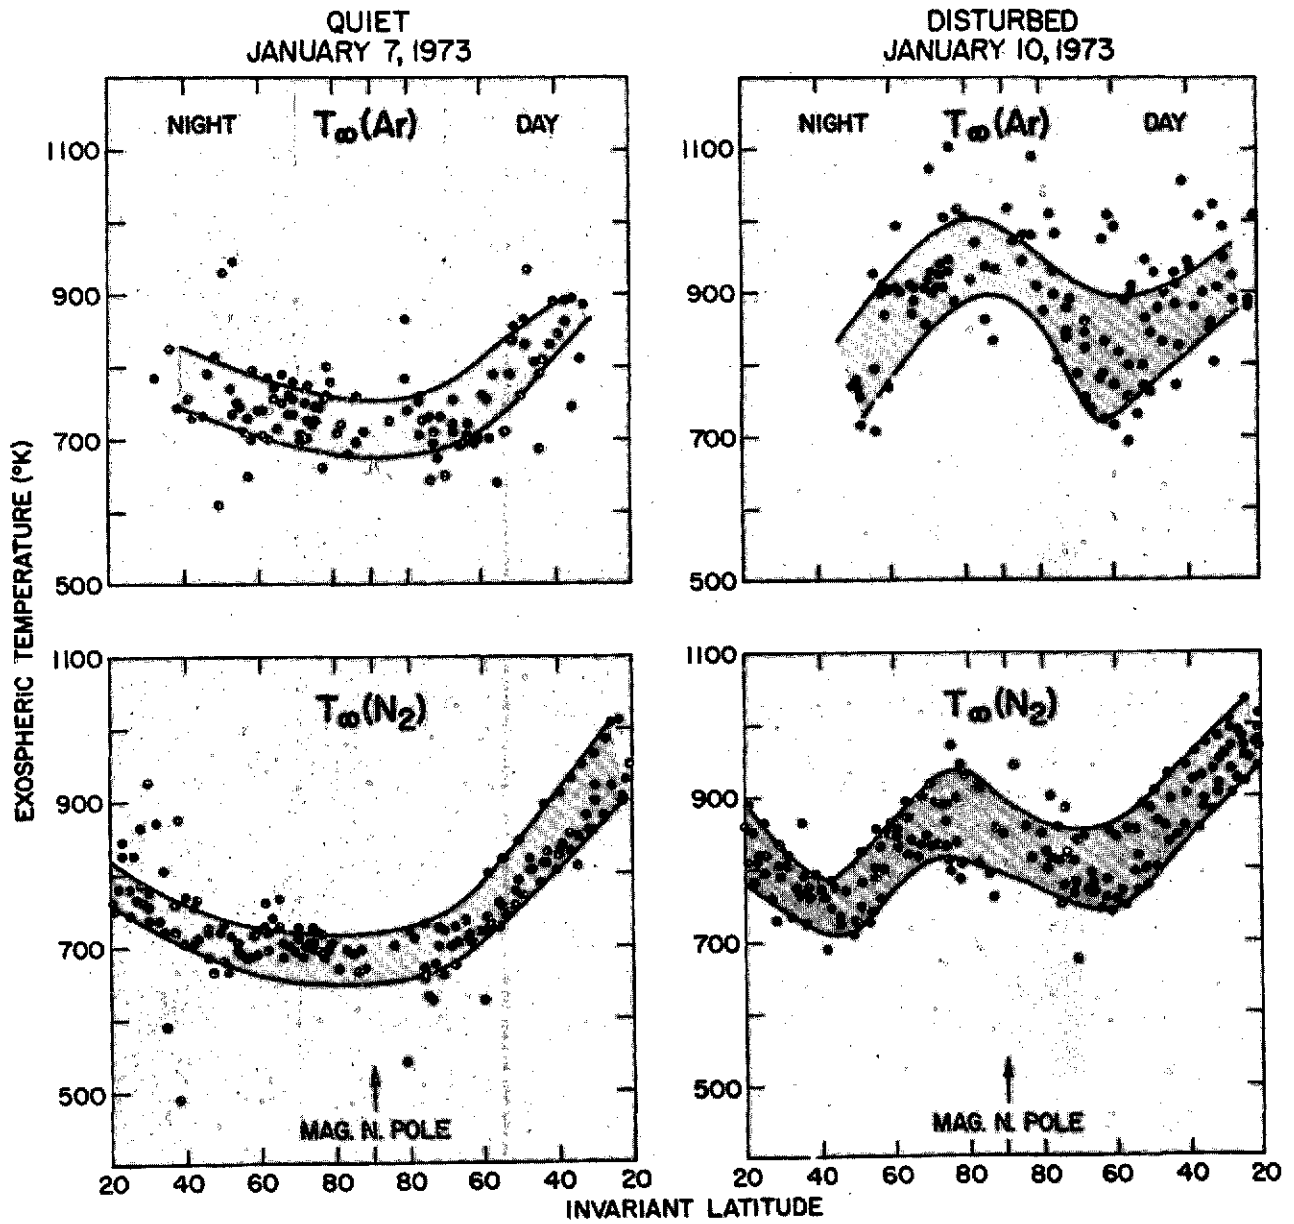 QUIET
JANUARY 7, 1973
DISTURBED
JANUARY 10, 1973
NIGHT T∞(Ar) DAY
NIGHT T∞(Ar) DAY
1100
900
700
500
1100
900
700
500
EXOSPHERIC TEMPERATURE (°K)
1100
900
700
500
T∞(N2)
MAG. N. POLE
1100
900
700
500
T∞(N2)
MAG. N. POLE
20 40 60 80 80 60 40 20
20 40 60 80 80 60 40 20
INVARIANT LATITUDE